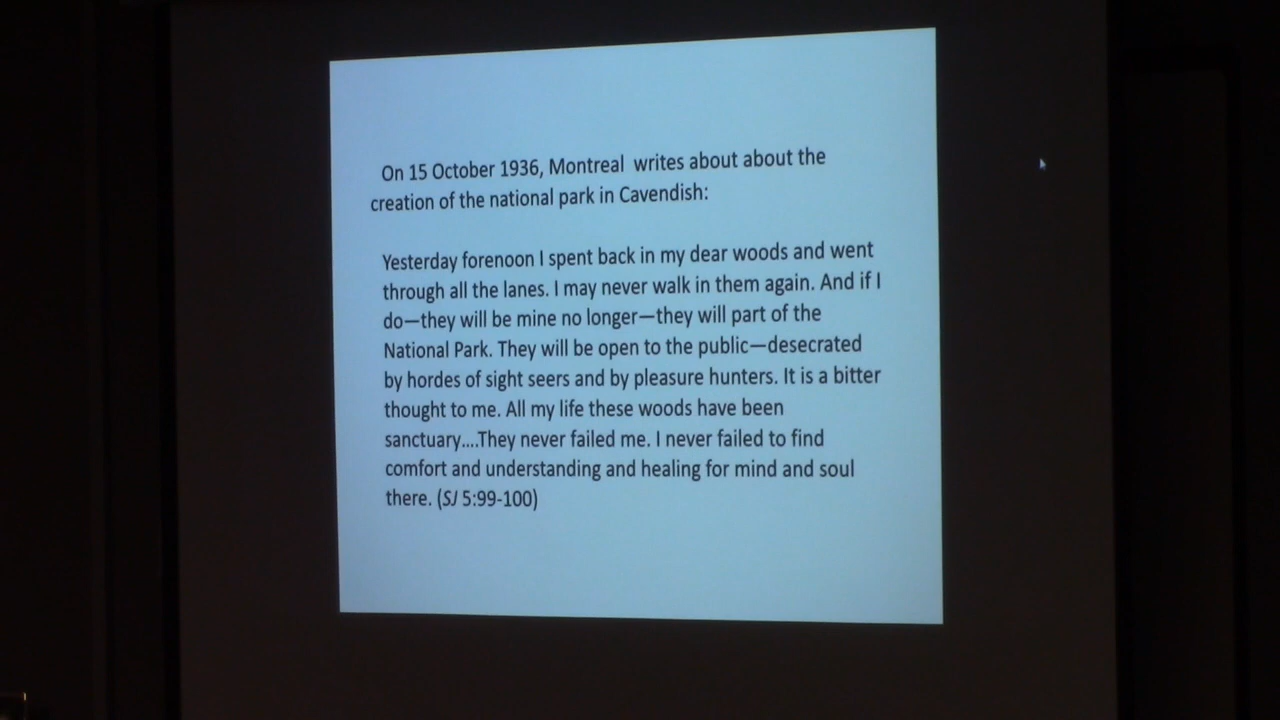 On 15 October 1936, Montreal writes about about the
creation of the national park in Cavendish:
Yesterday forenoon I spent back in my dear woods and went
through all the lanes. I may never walk in them again. And if I
do—they will be mine no longer—they will part of the
National Park. They will be open to the public—desecrated
by hordes of sight seers and by pleasure hunters. It is a bitter
thought to me. All my life these woods have been
sanctuary....They never failed me. I never failed to find
comfort and understanding and healing for mind and soul
there. (SJ 5:99-100)